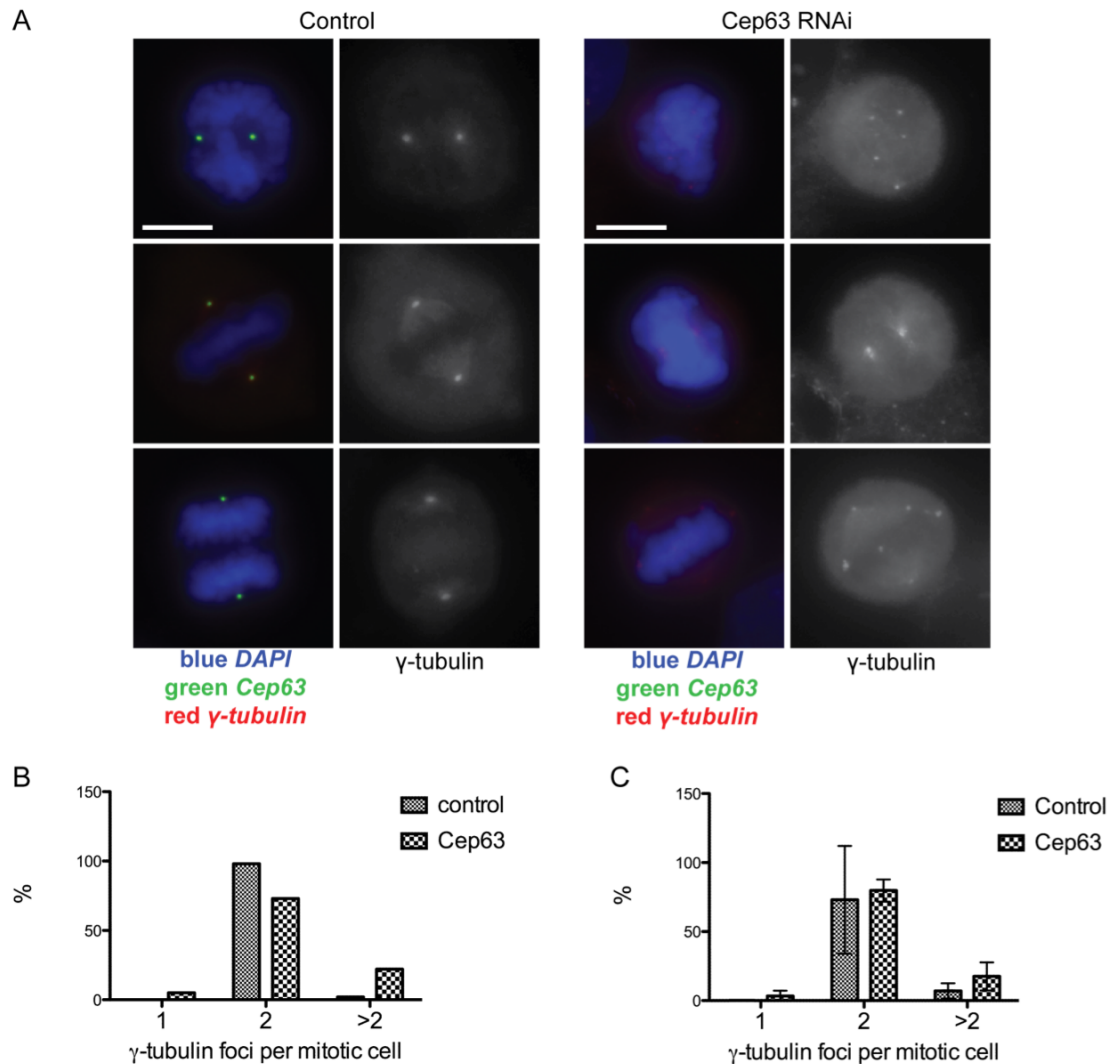 A
Control
Cep63 RNAi
blue DAPI
green Cep63
red γ-tubulin
γ-tubulin
blue DAPI
green Cep63
red γ-tubulin
γ-tubulin
B
150
100
50
0
%
1 2 >2
γ-tubulin foci per mitotic cell
control
Cep63
C
150
100
50
0
%
1 2 >2
γ-tubulin foci per mitotic cell
Control
Cep63